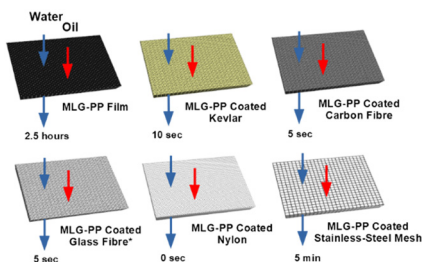 Water
Oil
MLG-PP Film
2.5 hours
MLG-PP Coated
Kevlar
10 sec
MLG-PP Coated
Carbon Fibre
5 sec
MLG-PP Coated
Glass Fibre*
5 sec
MLG-PP Coated
Nylon
0 sec
MLG-PP Coated
Stainless-Steel Mesh
5 min